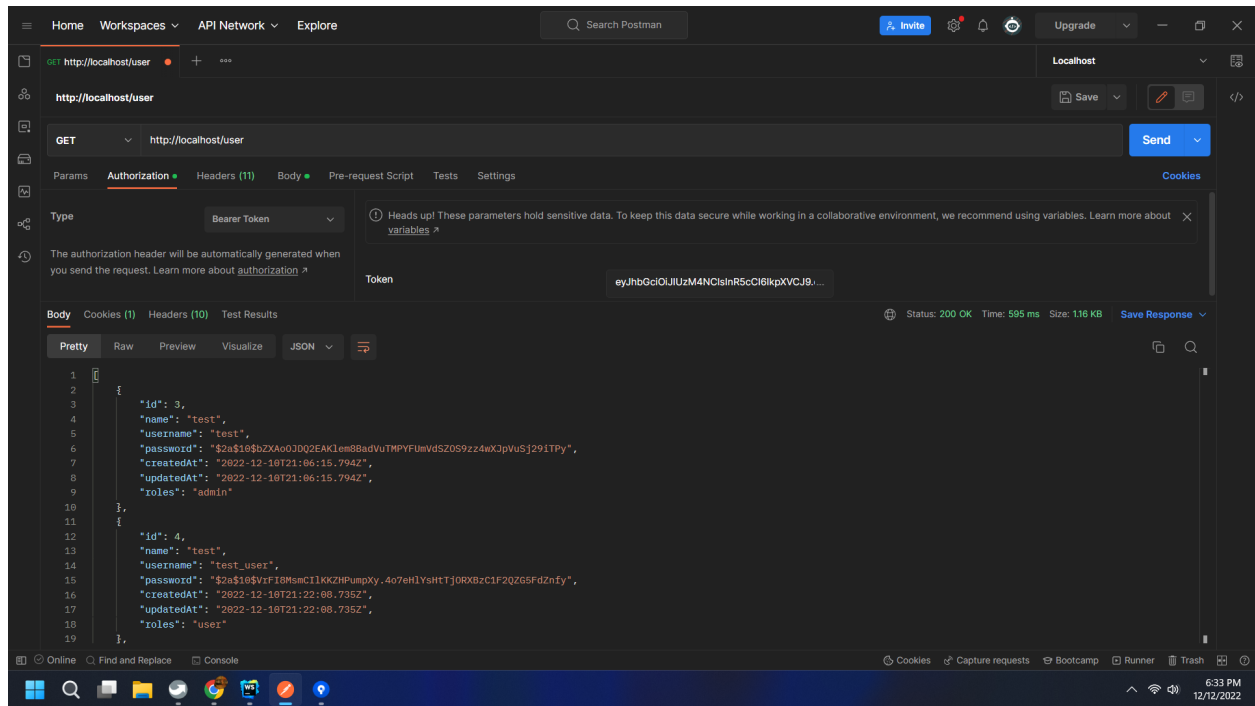 Home Workspaces API Network Explore Search Postman Invite Upgrade
GET http://localhost/user Localhost
http://localhost/user Save
GET http://localhost/user Send
Params Authorization Headers (11) Body Pre-request Script Tests Settings Cookies
Type Bearer Token
Heads up! These parameters hold sensitive data. To keep this data secure while working in a collaborative environment, we recommend using variables. Learn more about
variables
The authorization header will be automatically generated when
you send the request. Learn more about authorization
Token eyJhbGciOiJIUzM4NCIsInR5cCI6IkpXVCJ9....
Body Cookies (1) Headers (10) Test Results Status: 200 OK Time: 595 ms Size: 1.16 KB Save Response
Pretty Raw Preview Visualize JSON
1 [
2 {
3 "id": 3,
4 "name": "test",
5 "username": "test",
6 "password": "$2a$10$bZXAoOJDQ2EAKlem8BadVuTMPYFUmVdSZOS9zz4wXJpVuSj29iTPy",
7 "createdAt": "2022-12-10T21:06:15.794Z",
8 "updatedAt": "2022-12-10T21:06:15.794Z",
9 "roles": "admin"
10 },
11 {
12 "id": 4,
13 "name": "test",
14 "username": "test_user",
15 "password": "$2a$10$VrFI8MsmCIlKKZHPumpXy.4o7eHlYsHtTjORXBzC1F2QZG5FdZnfy",
16 "createdAt": "2022-12-10T21:22:08.735Z",
17 "updatedAt": "2022-12-10T21:22:08.735Z",
18 "roles": "user"
19 },
Online Find and Replace Console Cookies Capture requests Bootcamp Runner Trash
WS
6:33 PM
12/12/2022